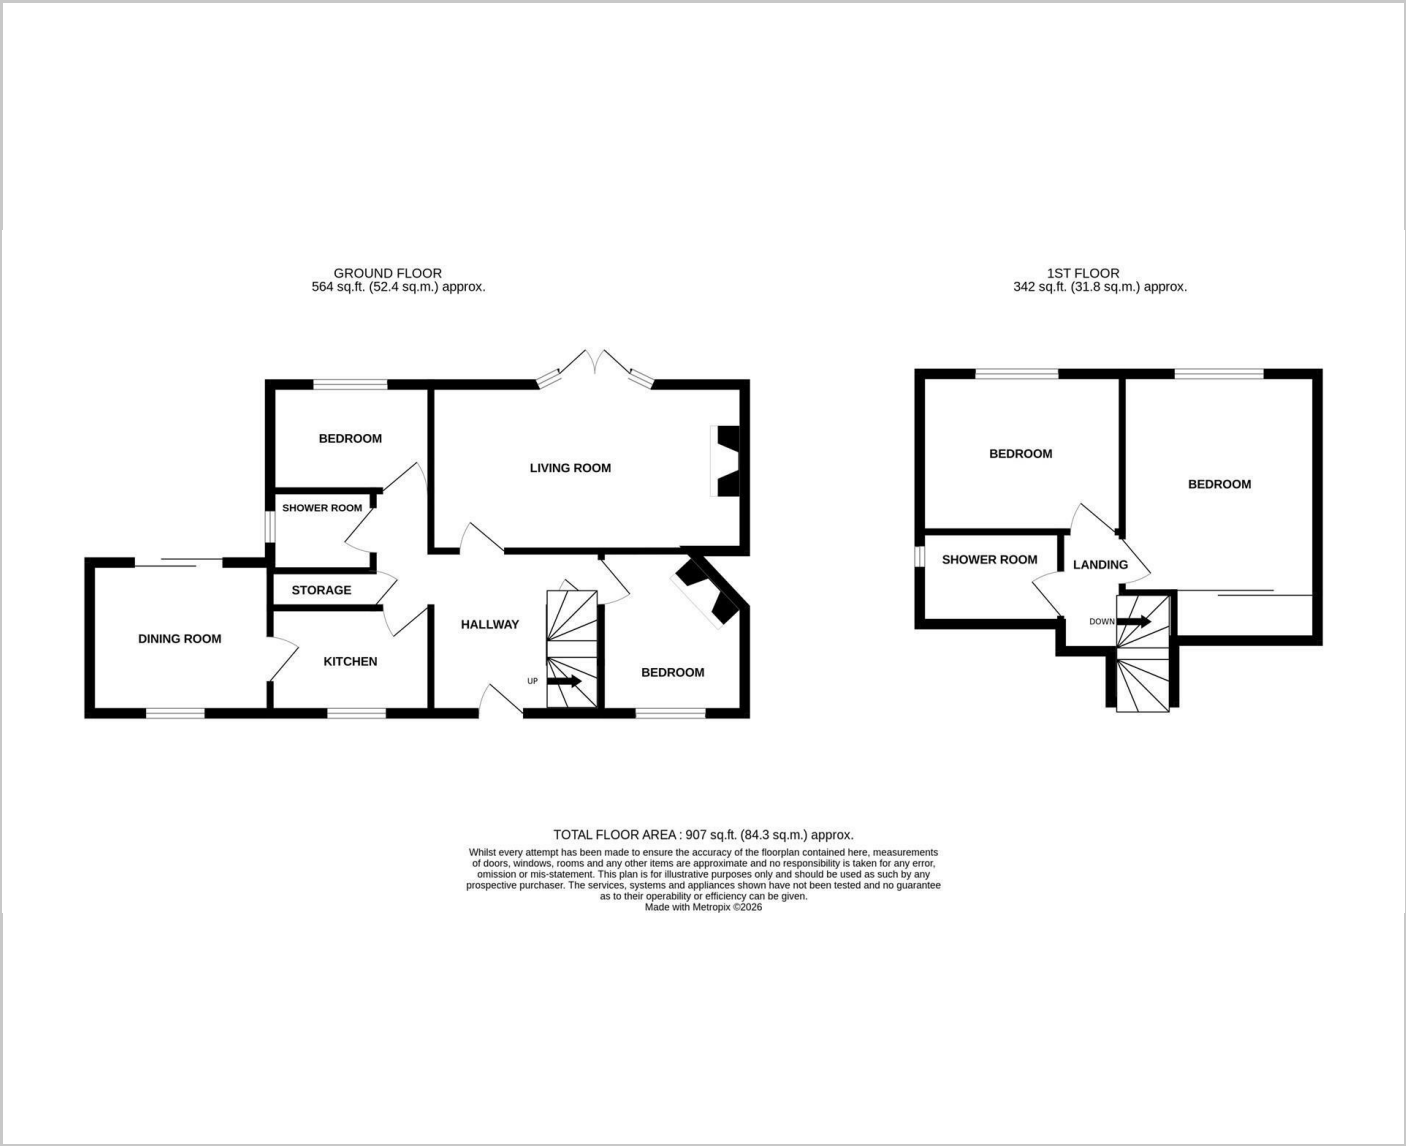 GROUND FLOOR
564 sq.ft. (52.4 sq.m.) approx.
1ST FLOOR
342 sq.ft. (31.8 sq.m.) approx.
BEDROOM
LIVING ROOM
SHOWER ROOM
STORAGE
DINING ROOM
KITCHEN
HALLWAY
UP
BEDROOM
BEDROOM
BEDROOM
SHOWER ROOM
LANDING
DOWN
TOTAL FLOOR AREA : 907 sq.ft. (84.3 sq.m.) approx.
Whilst every attempt has been made to ensure the accuracy of the floorplan contained here, measurements
of doors, windows, rooms and any other items are approximate and no responsibility is taken for any error,
omission or mis-statement. This plan is for illustrative purposes only and should be used as such by any
prospective purchaser. The services, systems and appliances shown have not been tested and no guarantee
as to their operability or efficiency can be given.
Made with Metropix ©2026